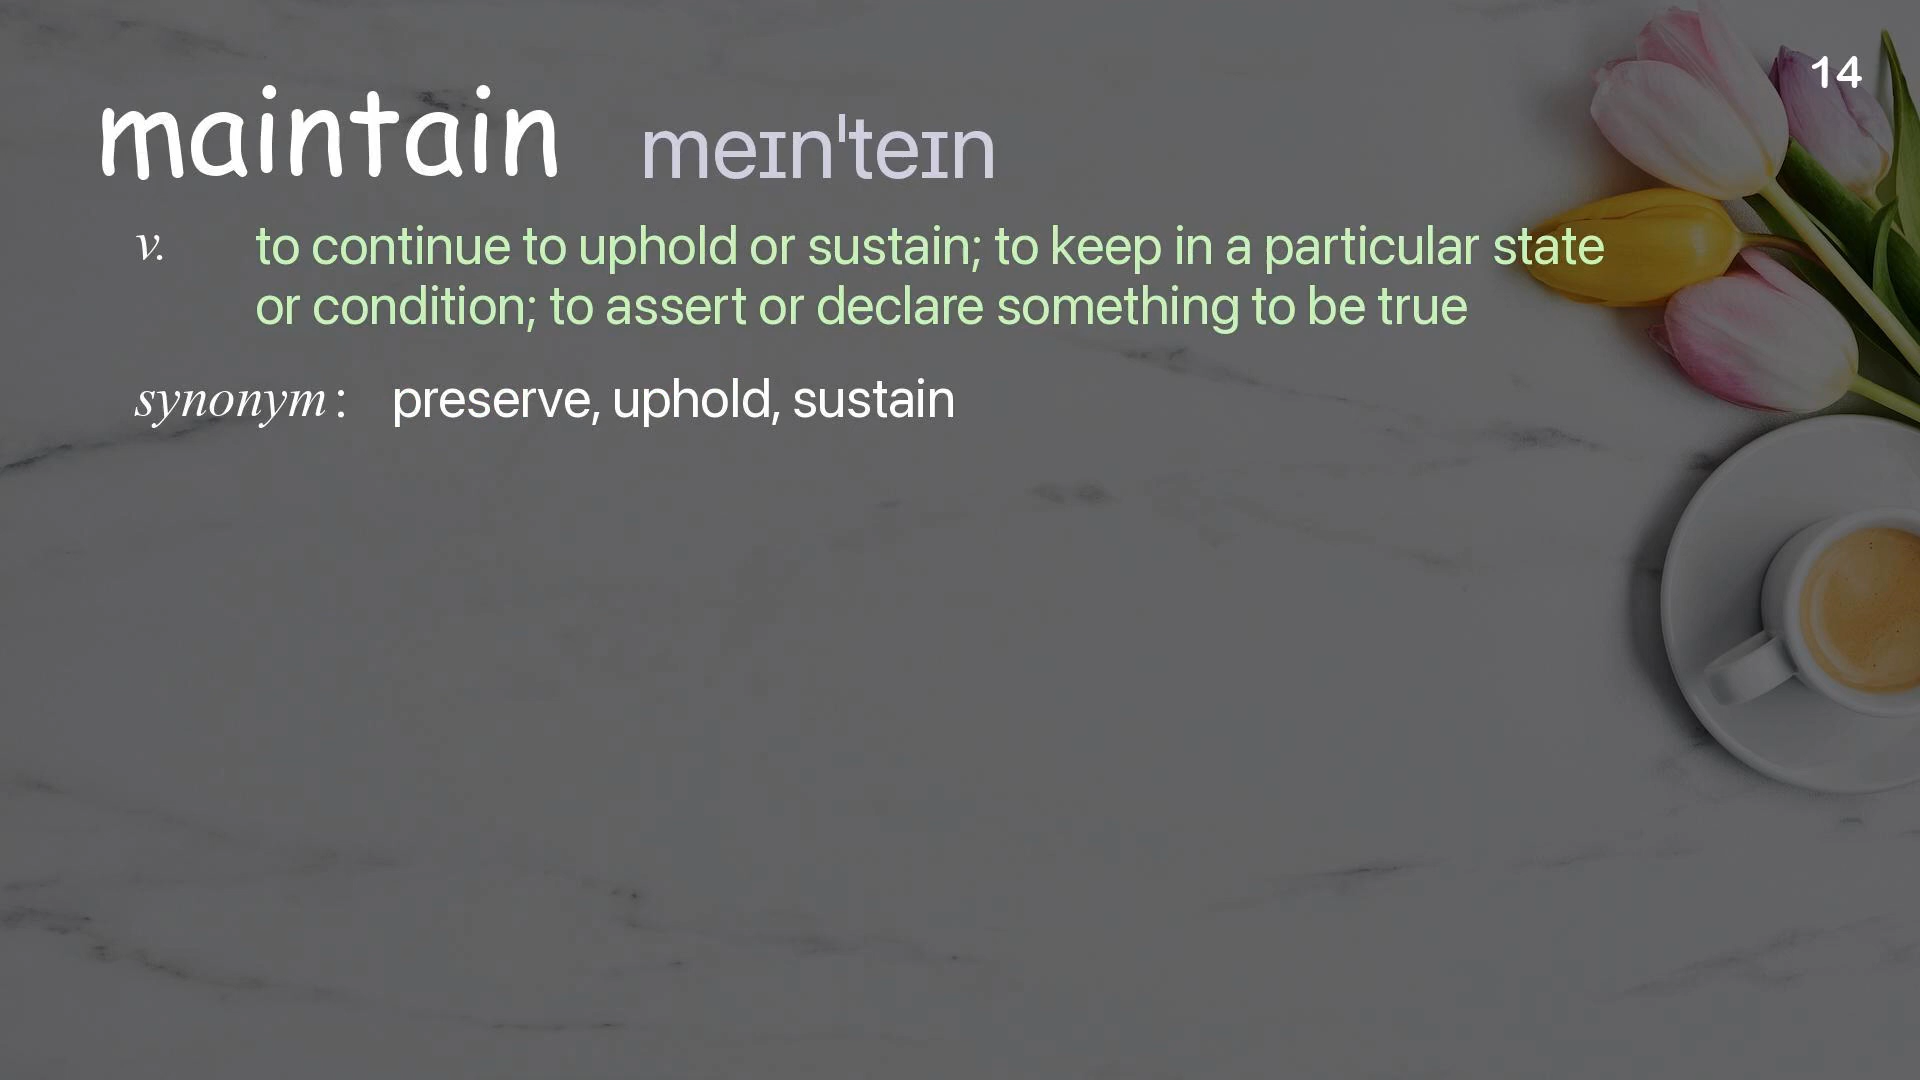 14
maintain meɪnˈteɪn
v. to continue to uphold or sustain; to keep in a particular state
or condition; to assert or declare something to be true
synonym: preserve, uphold, sustain